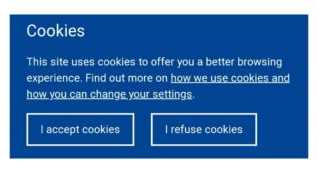 Cookies
This site uses cookies to offer you a better browsing
experience. Find out more on how we use cookies and
how you can change your settings.
I accept cookies
I refuse cookies